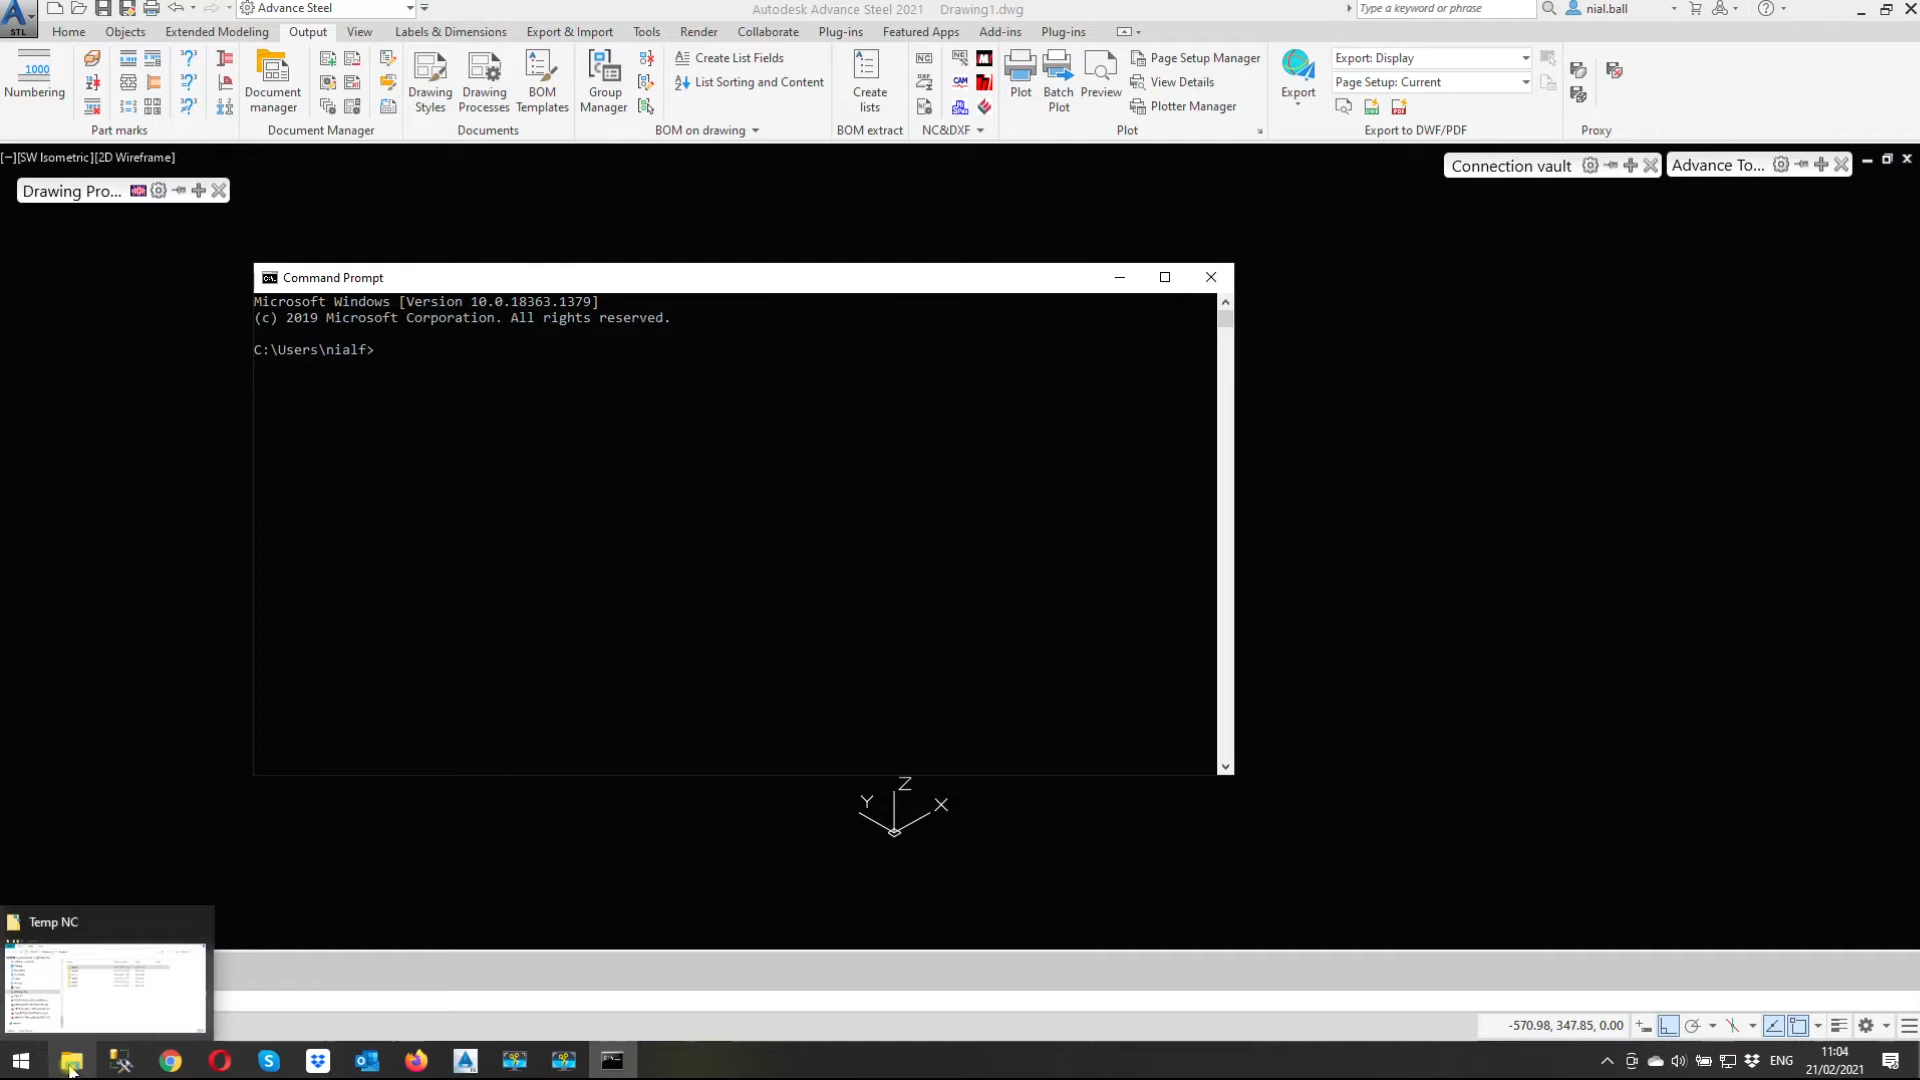 Advance Steel
Autodesk Advance Steel 2021 Drawing1.dwg
Type a keyword or phrase
nial.ball
STL
Home Objects Extended Modeling Output View Labels & Dimensions Export & Import Tools Render Collaborate Plug-ins Featured Apps Add-ins Plug-ins
Numbering
Document manager
Drawing Styles
Drawing Processes
BOM Templates
Group Manager
Create List Fields
List Sorting and Content
Create lists
Plot
Batch Plot
Preview
Page Setup Manager
View Details
Plotter Manager
Export
Export: Display
Page Setup: Current
Part marks Document Manager Documents BOM on drawing BOM extract NC&DXF Plot Export to DWF/PDF Proxy
[−][SW Isometric][2D Wireframe]
Drawing Pro...
Connection vault
Advance To...
Command Prompt
Microsoft Windows [Version 10.0.18363.1379]
(c) 2019 Microsoft Corporation. All rights reserved.
C:\Users\nialf>
Z
Y
X
Temp NC
-570.98, 347.85, 0.00
ENG
11:04
21/02/2021